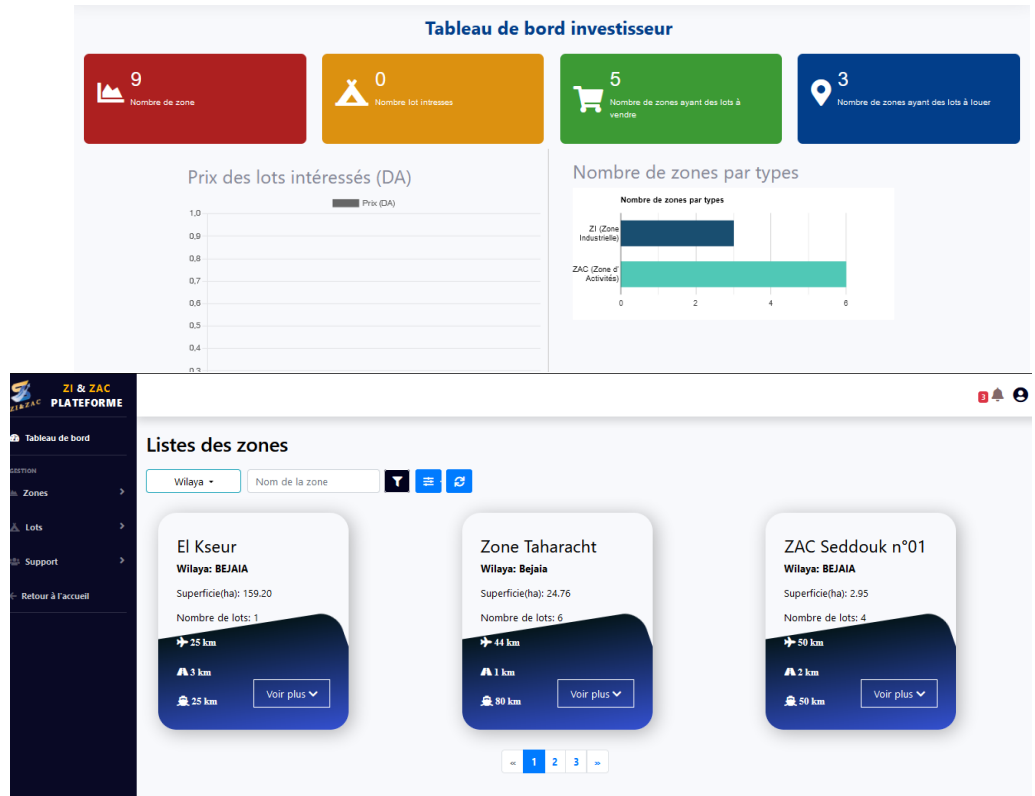 Tableau de bord investisseur
9
Nombre de zone
0
Nombre lot intresses
5
Nombre de zones ayant des lots à
vendre
3
Nombre de zones ayant des lots à louer
Prix des lots intéressés (DA)
Prix (DA)
1,0
0,9
0,8
0,7
0,6
0,5
0,4
0,3
Nombre de zones par types
Nombre de zones par types
ZI (Zone
Industrielle)
ZAC (Zone d'
Activités)
0 2 4 6
ZI & ZAC
PLATEFORME
ZI&ZAC
3
Tableau de bord
GESTION
Zones
Lots
Support
Retour à l'accueil
Listes des zones
Wilaya
Nom de la zone
El Kseur
Wilaya: BEJAIA
Superficie(ha): 159.20
Nombre de lots: 1
25 km
3 km
25 km
Voir plus
Zone Taharacht
Wilaya: Bejaia
Superficie(ha): 24.76
Nombre de lots: 6
44 km
1 km
80 km
Voir plus
ZAC Seddouk n°01
Wilaya: BEJAIA
Superficie(ha): 2.95
Nombre de lots: 4
50 km
2 km
50 km
Voir plus
« 1 2 3 »